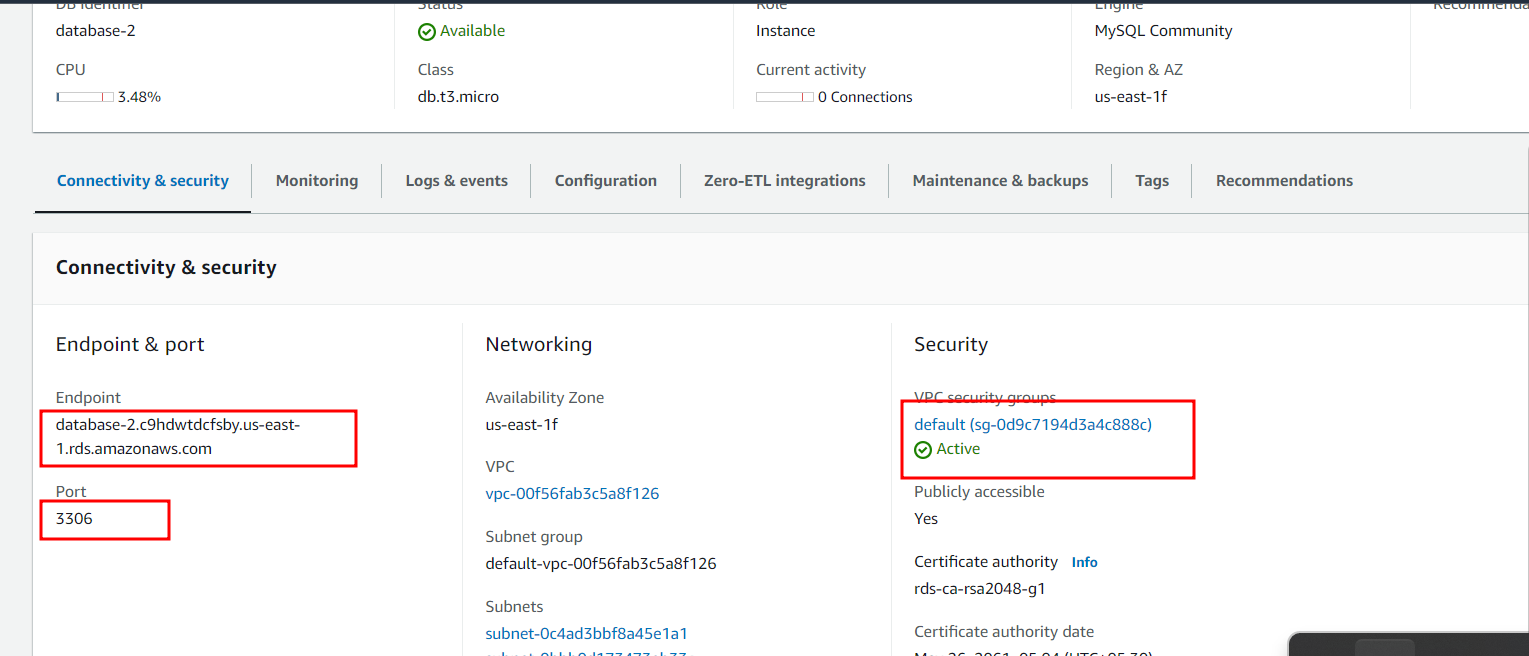 DB identifier
Status
Role
Engine
Recommenda
database-2
Available
Instance
MySQL Community
CPU
Class
Current activity
Region & AZ
3.48%
db.t3.micro
0 Connections
us-east-1f
Connectivity & security
Monitoring
Logs & events
Configuration
Zero-ETL integrations
Maintenance & backups
Tags
Recommendations
Connectivity & security
Endpoint & port
Endpoint
database-2.c9hdwtdcfsby.us-east-
1.rds.amazonaws.com
Port
3306
Networking
Availability Zone
us-east-1f
VPC
vpc-00f56fab3c5a8f126
Subnet group
default-vpc-00f56fab3c5a8f126
Subnets
subnet-0c4ad3bbf8a45e1a1
Security
VPC security groups
default (sg-0d9c7194d3a4c888c)
Active
Publicly accessible
Yes
Certificate authority Info
rds-ca-rsa2048-g1
Certificate authority date